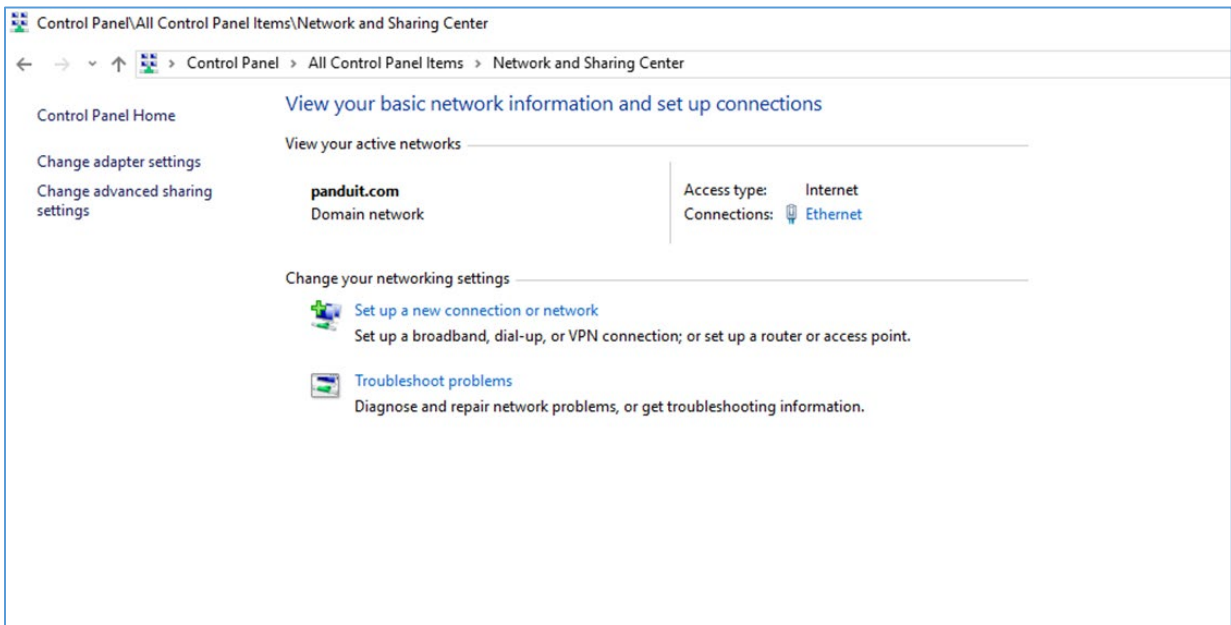 Control Panel\All Control Panel Items\Network and Sharing Center
Control Panel > All Control Panel Items > Network and Sharing Center
Control Panel Home
Change adapter settings
Change advanced sharing
settings
View your basic network information and set up connections
View your active networks
panduit.com
Domain network
Access type: Internet
Connections: Ethernet
Change your networking settings
Set up a new connection or network
Set up a broadband, dial-up, or VPN connection; or set up a router or access point.
Troubleshoot problems
Diagnose and repair network problems, or get troubleshooting information.